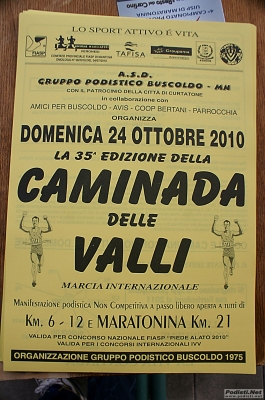 LO SPORT ATTIVO È VITA
FIASP
TAFISA
A.S.D.
GRUPPO PODISTICO BUSCOLDO - MN
CON IL PATROCINIO DELLA CITTÀ DI CURTATONE
in collaborazione con
AMICI PER BUSCOLDO - AVIS - COOP BERTANI - PARROCCHIA
ORGANIZZA
DOMENICA 24 OTTOBRE 2010
LA 35ª EDIZIONE DELLA
CAMINADA
DELLE
VALLI
MARCIA INTERNAZIONALE
Manifestazione podistica Non Competitiva a passo libero aperta a tutti di
KM. 6 - 12 E MARATONINA KM. 21
VALIDA PER CONCORSO NAZIONALE FIASP "PIEDE ALATO 2010"
VALIDA PER I CONCORSI INTERNAZIONALI IVV
ORGANIZZAZIONE GRUPPO PODISTICO BUSCOLDO 1975
Podisti.Net